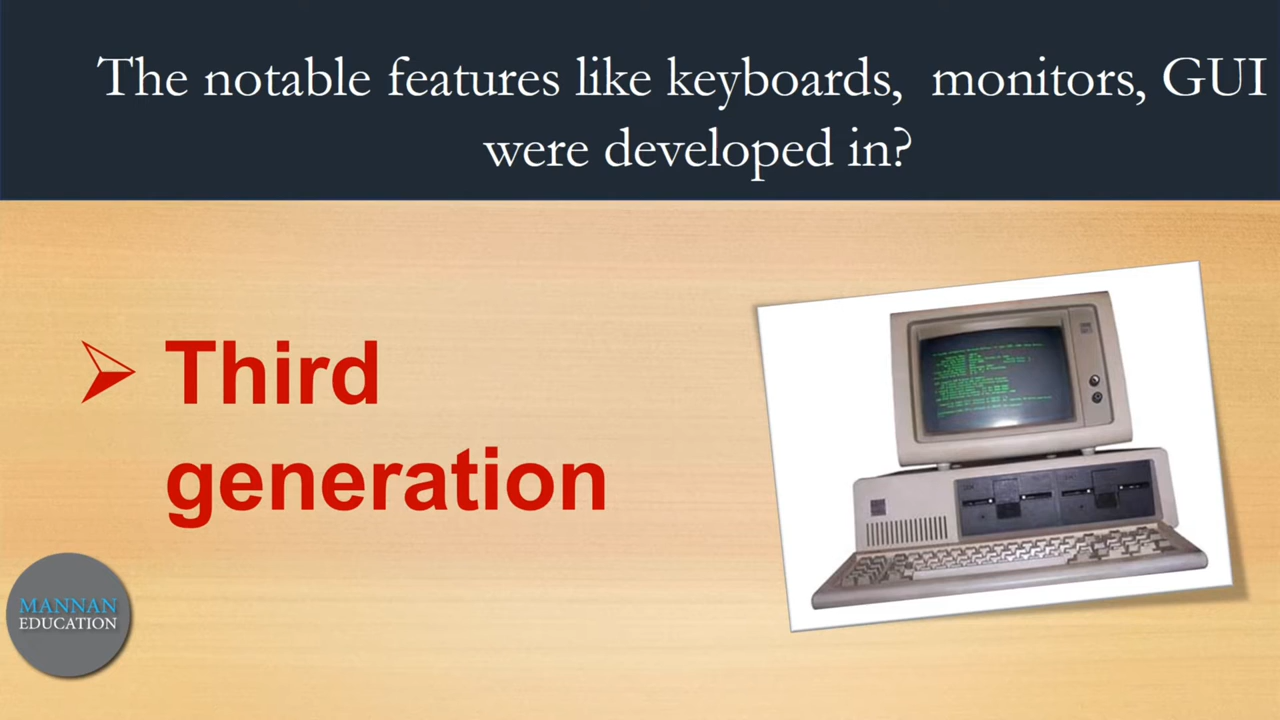 The notable features like keyboards, monitors, GUI
were developed in?
Third
generation
MANNAN
EDUCATION